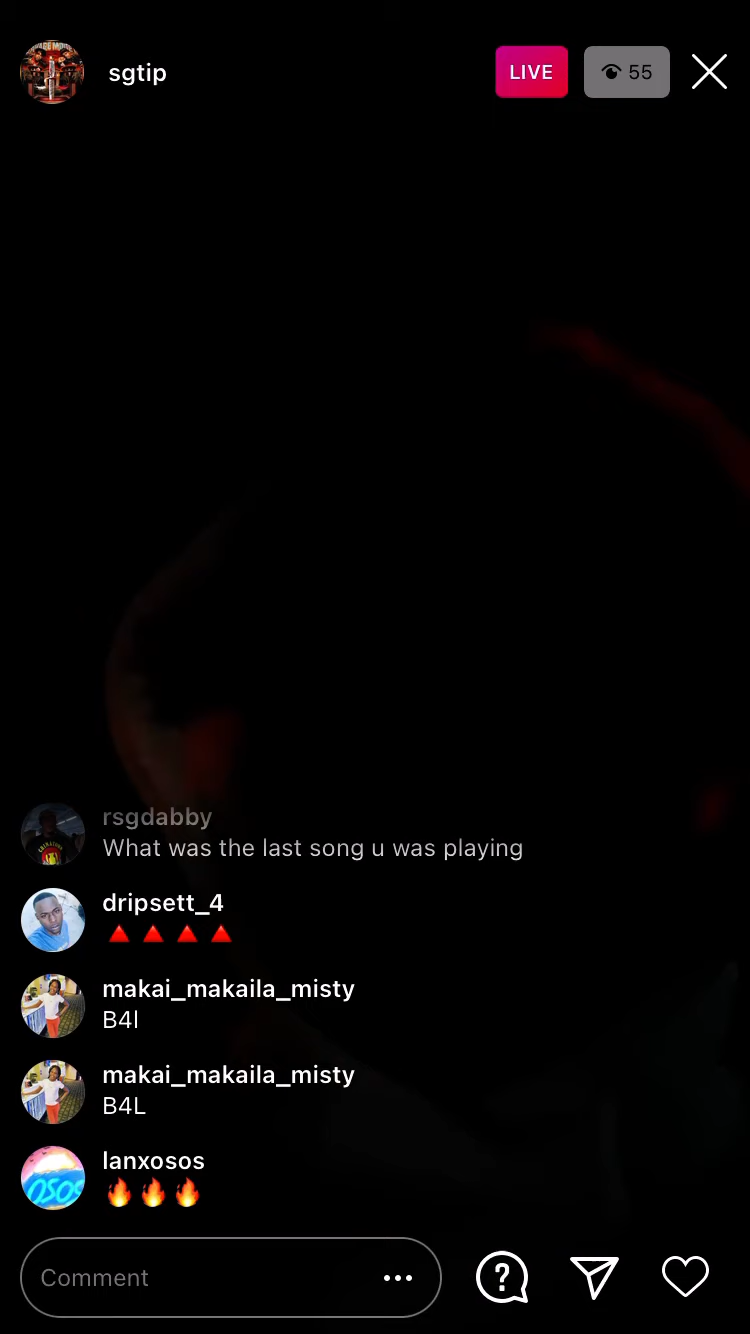 sgtip
LIVE
55
rsgdabby
What was the last song u was playing
dripsett_4
🔺🔺🔺🔺
makai_makaila_misty
B4l
makai_makaila_misty
B4L
lanxosos
🔥🔥🔥
Comment